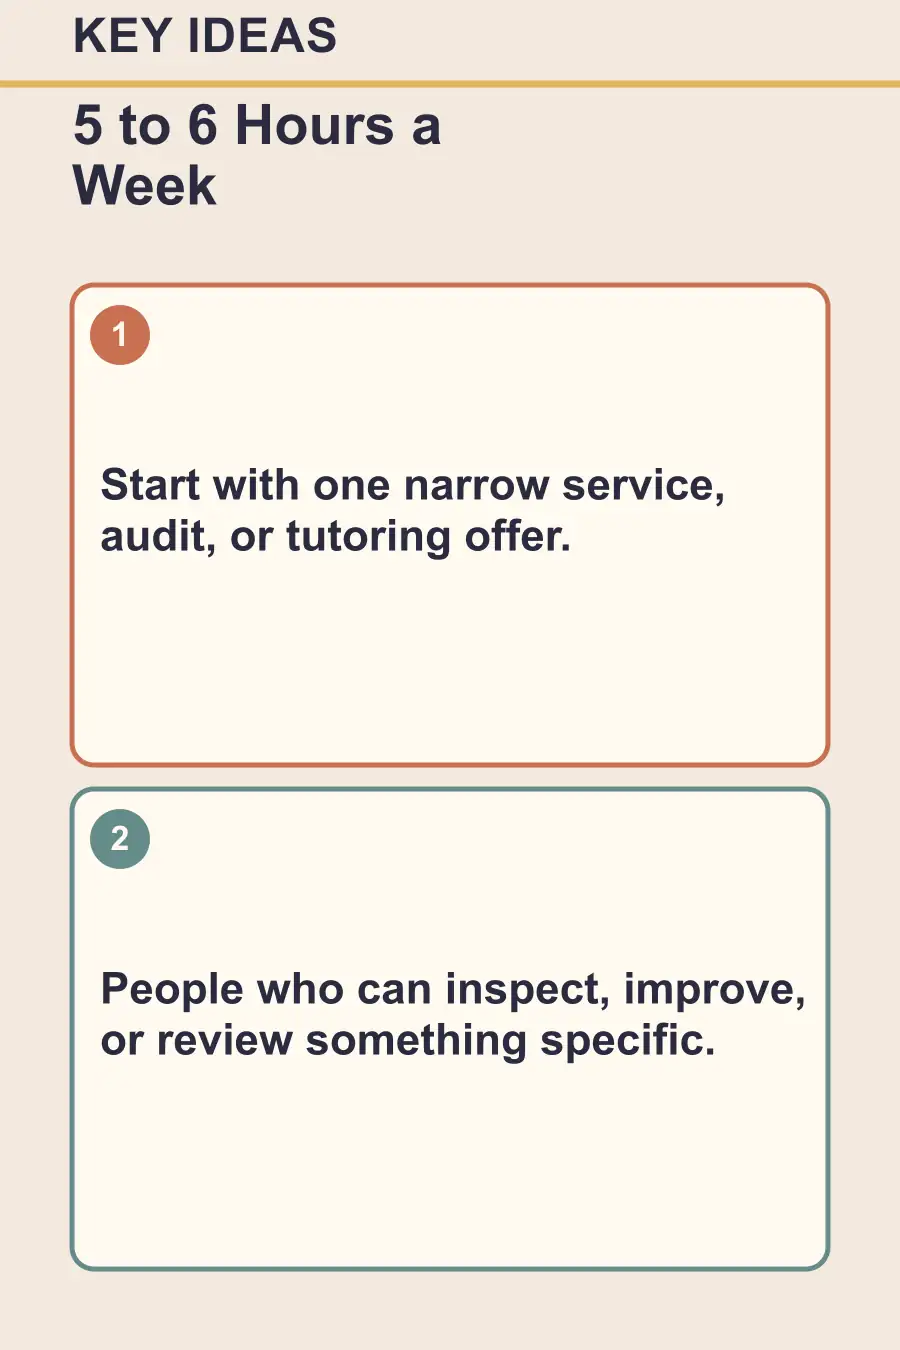 KEY IDEAS
5 to 6 Hours a
Week
1
Start with one narrow service,
audit, or tutoring offer.
2
People who can inspect, improve,
or review something specific.